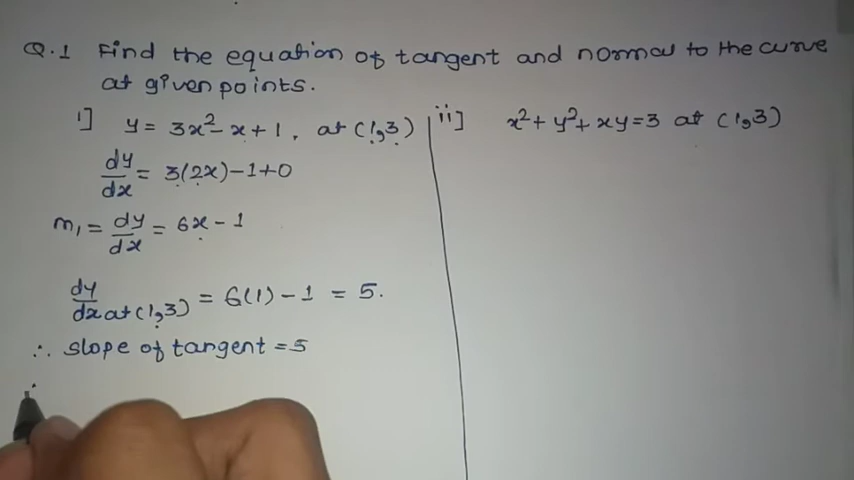 Q.1 Find the equation of tangent and normal to the curve
at given points.
i] y = 3x² - x + 1, at (1,3)
dy/dx = 3(2x) - 1 + 0
m₁ = dy/dx = 6x - 1
dy/dx at (1,3) = 6(1) - 1 = 5.
∴ slope of tangent = 5
ii] x² + y² + xy = 3 at (1,3)